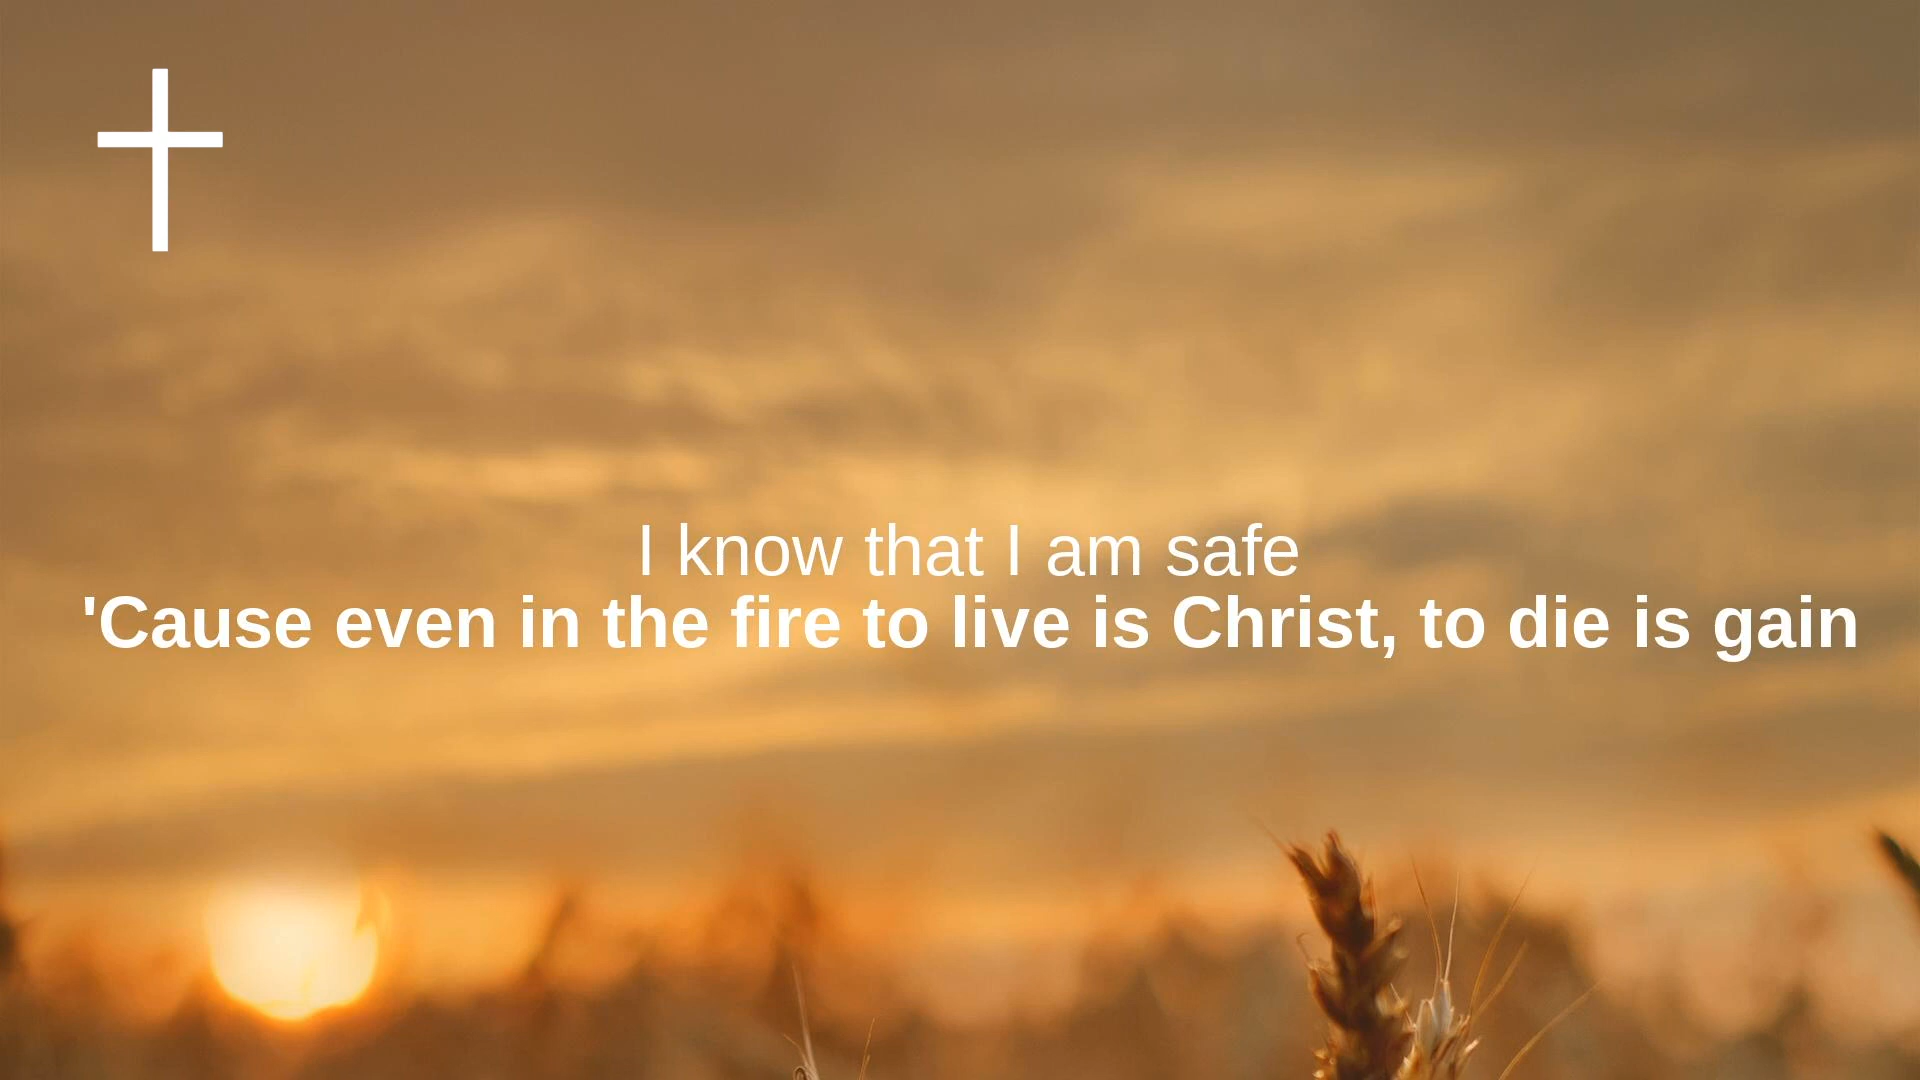 I know that I am safe
'Cause even in the fire to live is Christ, to die is gain